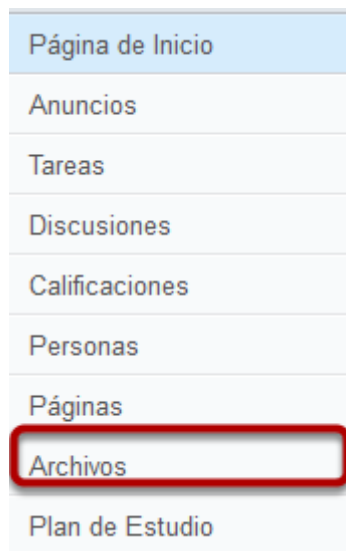 Página de Inicio
Anuncios
Tareas
Discusiones
Calificaciones
Personas
Páginas
Archivos
Plan de Estudio